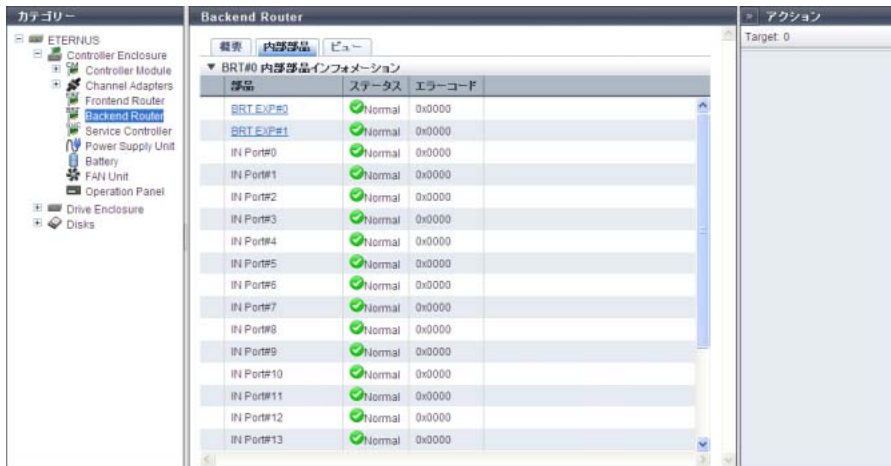 カテゴリー
ETERNUS
Controller Enclosure
Controller Module
Channel Adapters
Frontend Router
Backend Router
Service Controller
Power Supply Unit
Battery
FAN Unit
Operation Panel
Drive Enclosure
Disks
Backend Router
概要 内部部品 ビュー
▼ BRT#0 内部部品インフォメーション
部品 ステータス エラーコード
BRT EXP#0 Normal 0x0000
BRT EXP#1 Normal 0x0000
IN Port#0 Normal 0x0000
IN Port#1 Normal 0x0000
IN Port#2 Normal 0x0000
IN Port#3 Normal 0x0000
IN Port#4 Normal 0x0000
IN Port#5 Normal 0x0000
IN Port#6 Normal 0x0000
IN Port#7 Normal 0x0000
IN Port#8 Normal 0x0000
IN Port#9 Normal 0x0000
IN Port#10 Normal 0x0000
IN Port#11 Normal 0x0000
IN Port#12 Normal 0x0000
IN Port#13 Normal 0x0000
» アクション
Target: 0